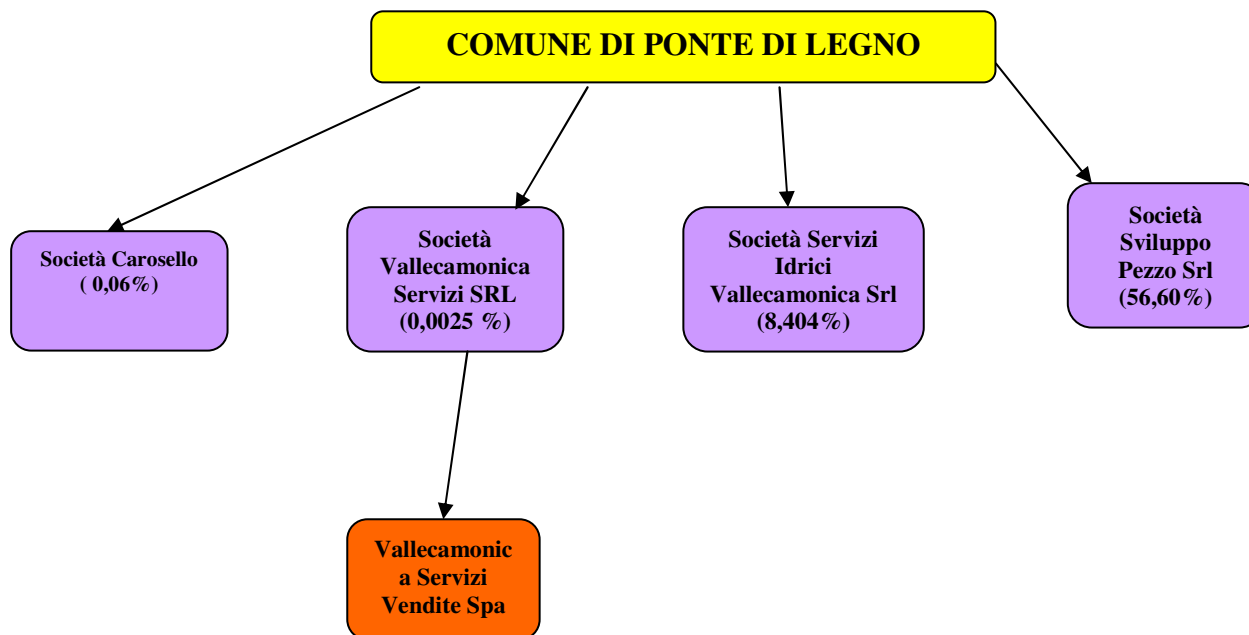 COMUNE DI PONTE DI LEGNO
Società Carosello
( 0,06%)
Società
Vallecamonica
Servizi SRL
(0,0025 %)
Società Servizi
Idrici
Vallecamonica Srl
(8,404%)
Società
Sviluppo
Pezzo Srl
(56,60%)
Vallecamonic
a Servizi
Vendite Spa